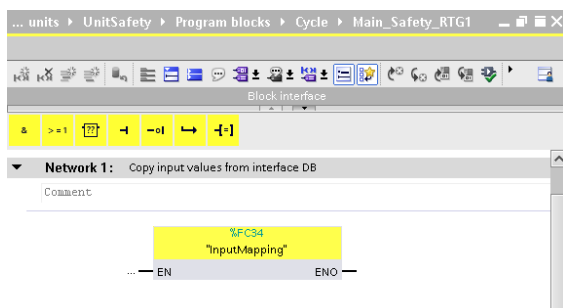 ... units ▸ UnitSafety ▸ Program blocks ▸ Cycle ▸ Main_Safety_RTG1
Block interface
& >=1 ?? -[=]
Network 1: Copy input values from interface DB
Comment
%FC34
"InputMapping"
... EN ENO